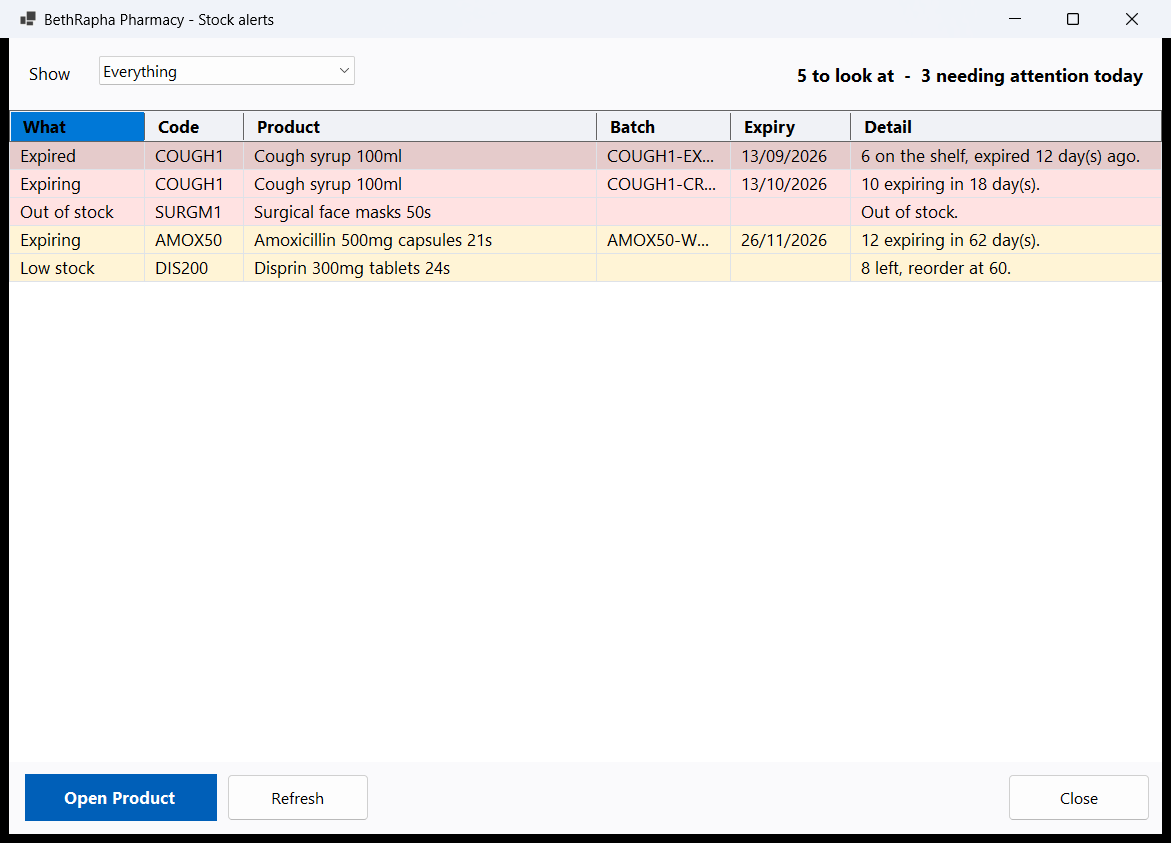 BethRapha Pharmacy - Stock alerts
Show Everything 5 to look at - 3 needing attention today
What Code Product Batch Expiry Detail
Expired COUGH1 Cough syrup 100ml COUGH1-EX... 13/09/2026 6 on the shelf, expired 12 day(s) ago.
Expiring COUGH1 Cough syrup 100ml COUGH1-CR... 13/10/2026 10 expiring in 18 day(s).
Out of stock SURGM1 Surgical face masks 50s Out of stock.
Expiring AMOX50 Amoxicillin 500mg capsules 21s AMOX50-W... 26/11/2026 12 expiring in 62 day(s).
Low stock DIS200 Disprin 300mg tablets 24s 8 left, reorder at 60.
Open Product Refresh Close